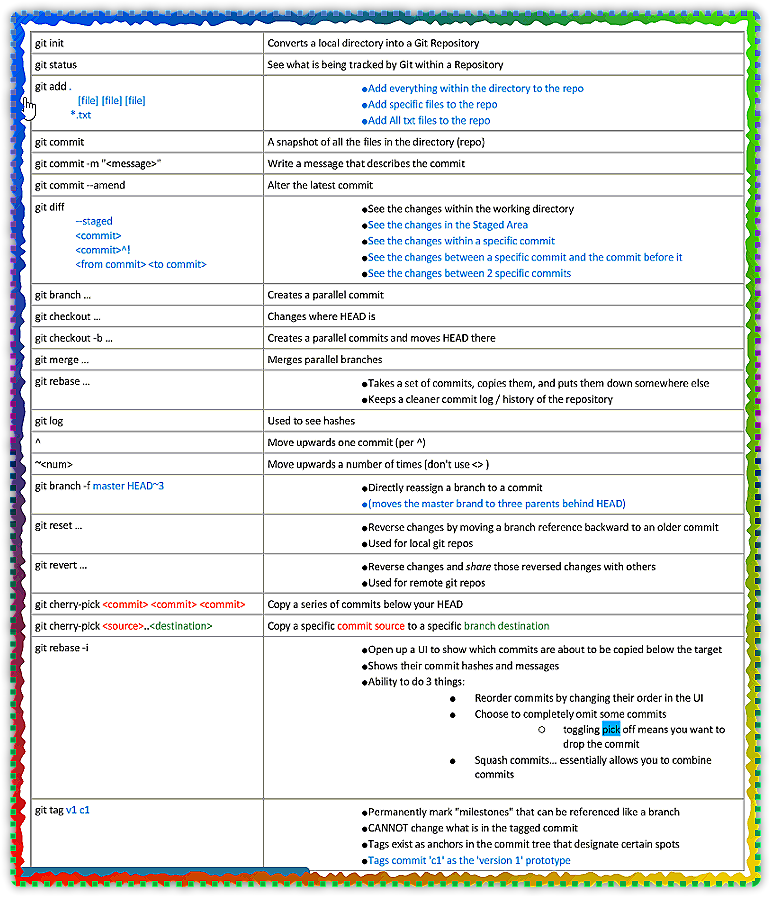 git init Converts a local directory into a Git Repository
git status See what is being tracked by Git within a Repository
git add .
[file] [file] [file]
*.txt
●Add everything within the directory to the repo
●Add specific files to the repo
●Add All txt files to the repo
git commit A snapshot of all the files in the directory (repo)
git commit -m "<message>" Write a message that describes the commit
git commit --amend Alter the latest commit
git diff
--staged
<commit>
<commit>^!
<from commit> <to commit>
●See the changes within the working directory
●See the changes in the Staged Area
●See the changes within a specific commit
●See the changes between a specific commit and the commit before it
●See the changes between 2 specific commits
git branch ... Creates a parallel commit
git checkout ... Changes where HEAD is
git checkout -b ... Creates a parallel commits and moves HEAD there
git merge ... Merges parallel branches
git rebase ...
●Takes a set of commits, copies them, and puts them down somewhere else
●Keeps a cleaner commit log / history of the repository
git log Used to see hashes
^ Move upwards one commit (per ^)
~<num> Move upwards a number of times (don't use <> )
git branch -f master HEAD~3
●Directly reassign a branch to a commit
●(moves the master brand to three parents behind HEAD)
git reset ...
●Reverse changes by moving a branch reference backward to an older commit
●Used for local git repos
git revert ...
●Reverse changes and share those reversed changes with others
●Used for remote git repos
git cherry-pick <commit> <commit> <commit> Copy a series of commits below your HEAD
git cherry-pick <source>..<destination> Copy a specific commit source to a specific branch destination
git rebase -i
●Open up a UI to show which commits are about to be copied below the target
●Shows their commit hashes and messages
●Ability to do 3 things:
● Reorder commits by changing their order in the UI
● Choose to completely omit some commits
○ toggling pick off means you want to
drop the commit
● Squash commits... essentially allows you to combine
commits
git tag v1 c1
●Permanently mark "milestones" that can be referenced like a branch
●CANNOT change what is in the tagged commit
●Tags exist as anchors in the commit tree that designate certain spots
●Tags commit 'c1' as the 'version 1' prototype